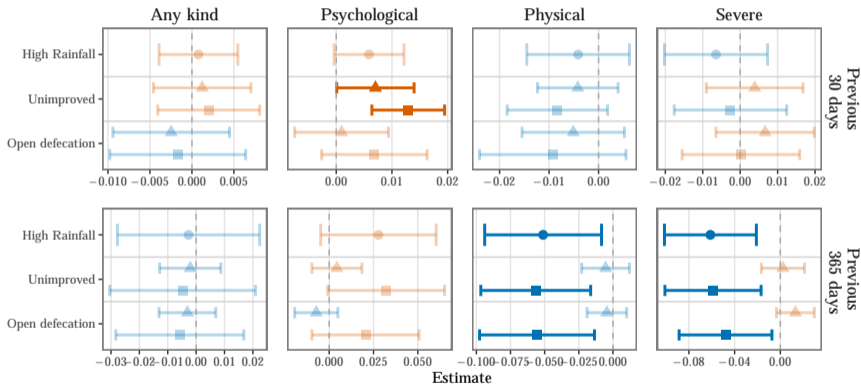 Any kind Psychological Physical Severe
High Rainfall
Unimproved
Open defecation
Previous
30 days
−0.010 −0.005 0.000 0.005 0.00 0.01 0.02 −0.02 −0.01 0.00 −0.02 −0.01 0.00 0.01 0.02
High Rainfall
Unimproved
Open defecation
Previous
365 days
−0.03 −0.02 −0.01 0.00 0.01 0.02 0.000 0.025 0.050 −0.100 −0.075 −0.050 −0.025 0.000 −0.08 −0.04 0.00
Estimate